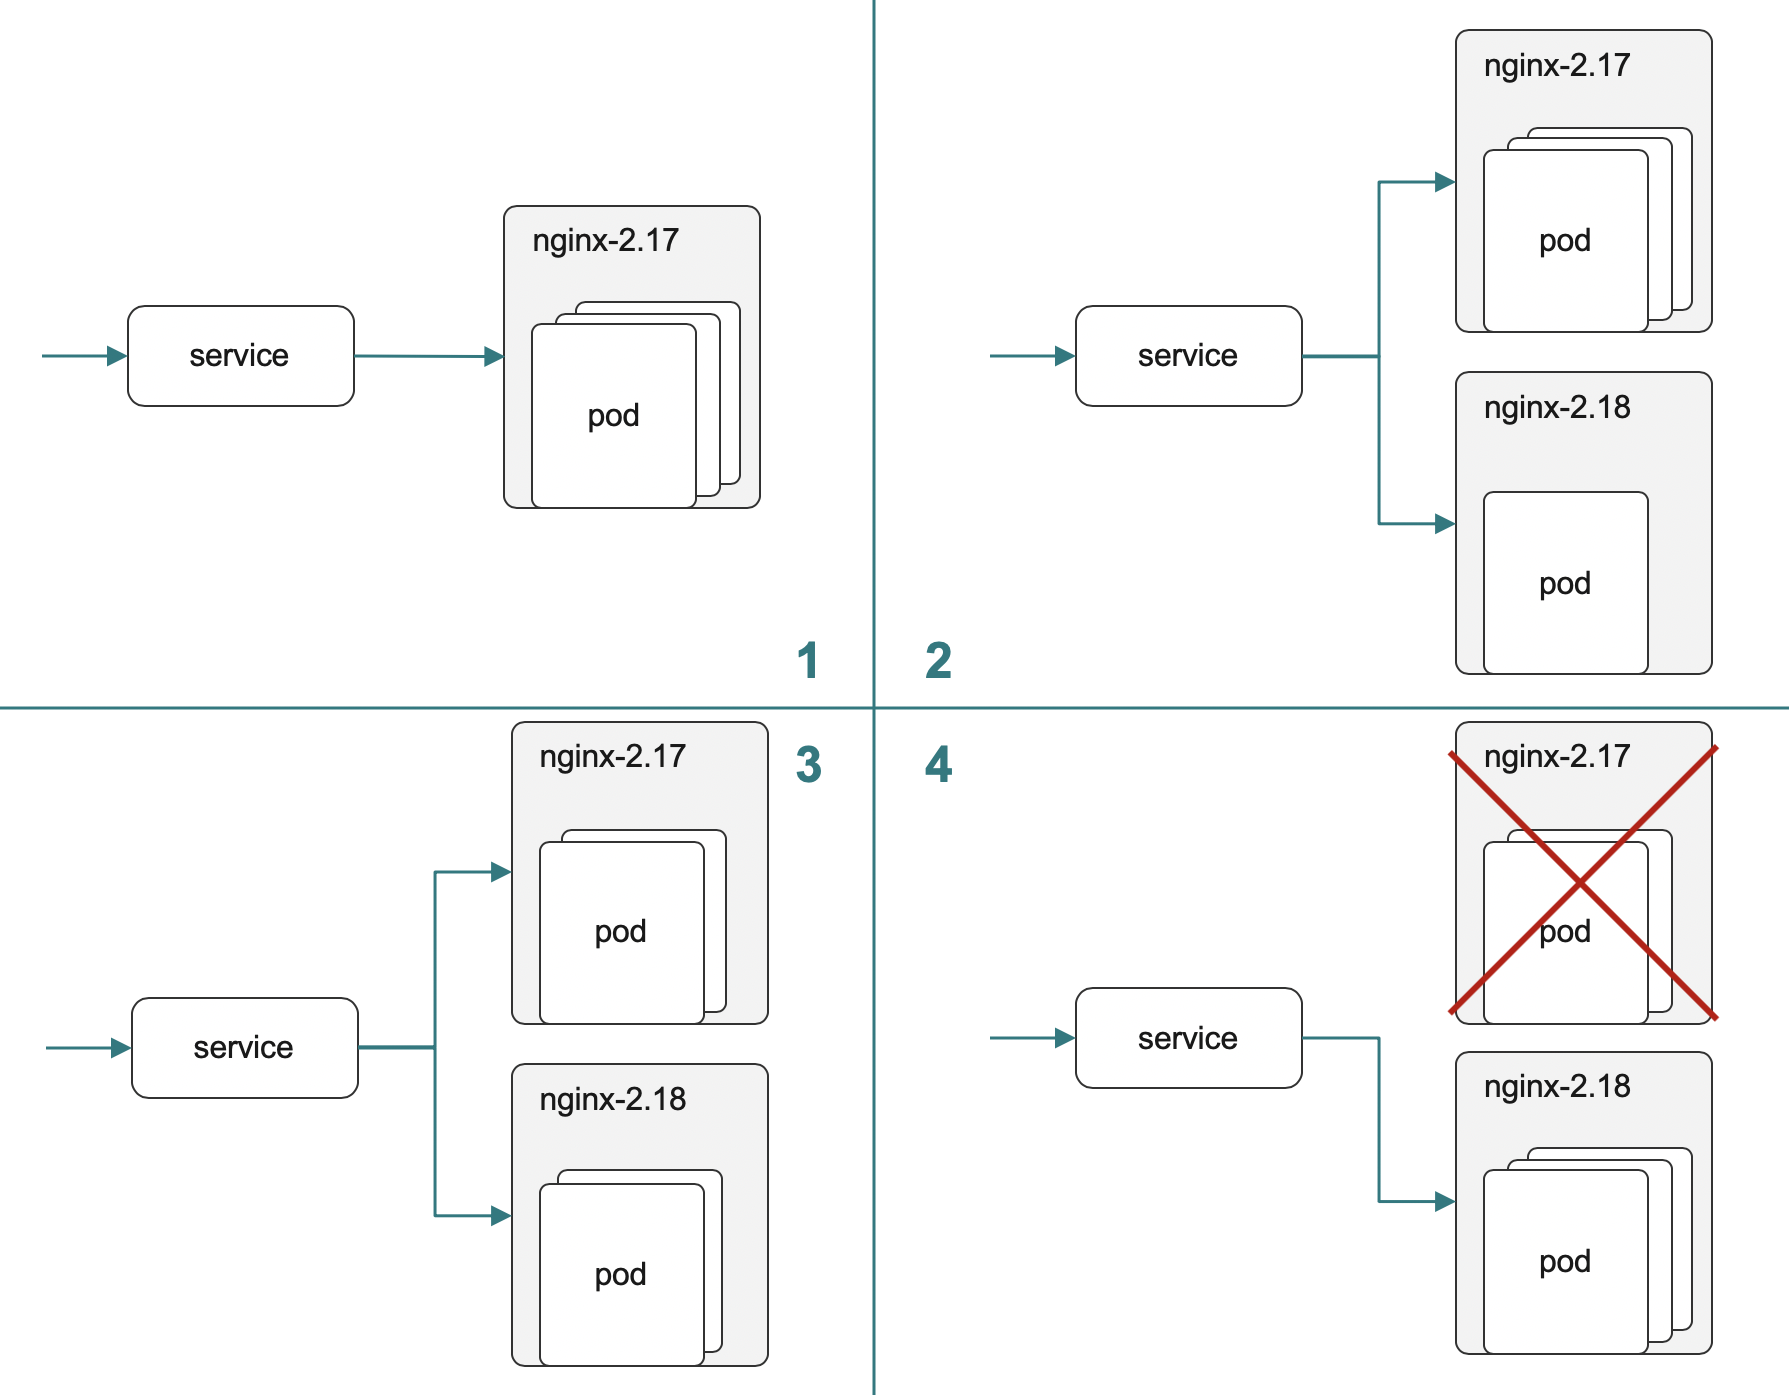 nginx-2.17
service
pod
1
nginx-2.17
pod
service
nginx-2.18
pod
2
nginx-2.17
3
pod
service
nginx-2.18
pod
4
nginx-2.17
pod
service
nginx-2.18
pod